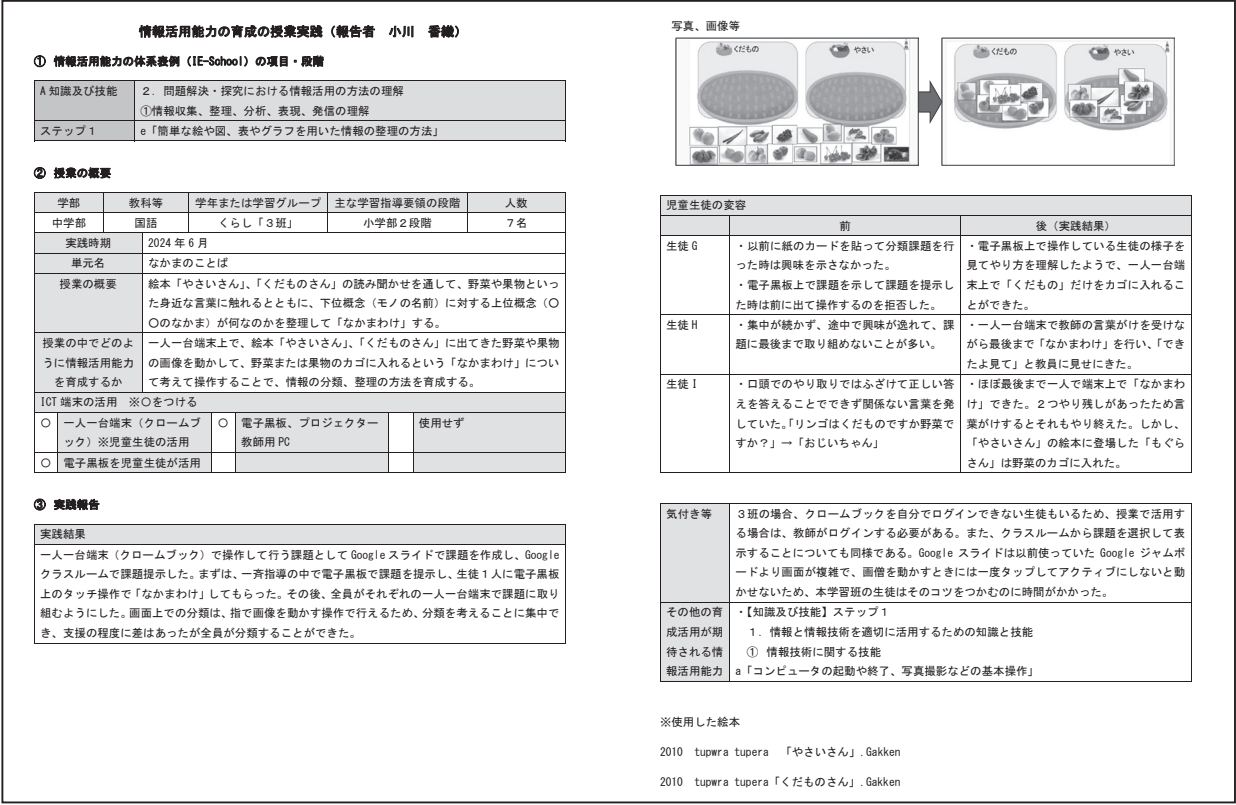 情報活用能力の育成の授業実践（報告者　小川　香織）
① 情報活用能力の体系表例（IE-School）の項目・段階
A 知識及び技能
２．問題解決・探究における情報活用の方法の理解
①情報収集、整理、分析、表現、発信の理解
ステップ１
e「簡単な絵や図、表やグラフを用いた情報の整理の方法」
② 授業の概要
学部　教科等　学年または学習グループ　主な学習指導要領の段階　人数
中学部　国語　くらし「３班」　小学部２段階　７名
実践時期　2024 年 6 月
単元名　なかまのことば
授業の概要
絵本「やさいさん」、「くだものさん」の読み聞かせを通して、野菜や果物といっ
た身近な言葉に触れるとともに、下位概念（モノの名前）に対する上位概念（〇
〇のなかま）が何なのかを整理して「なかまわけ」する。
授業の中でどのよ
うに情報活用能力
を育成するか
一人一台端末上で、絵本「やさいさん」、「くだものさん」に出てきた野菜や果物
の画像を動かして、野菜または果物のカゴに入れるという「なかまわけ」につい
て考えて操作することで、情報の分類、整理の方法を育成する。
ICT 端末の活用　※〇をつける
〇　一人一台端末（クロームブ
ック）※児童生徒の活用
〇　電子黒板、プロジェクター
教師用 PC
使用せず
〇　電子黒板を児童生徒が活用
③ 実践報告
実践結果
一人一台端末（クロームブック）で操作して行う課題として Google スライドで課題を作成し、Google
クラスルームで課題提示した。まずは、一斉指導の中で電子黒板で課題を提示し、生徒１人に電子黒板
上のタッチ操作で「なかまわけ」してもらった。その後、全員がそれぞれの一人一台端末で課題に取り
組むようにした。画面上での分類は、指で画像を動かす操作で行えるため、分類を考えることに集中で
き、支援の程度に差はあったが全員が分類することができた。
写真、画像等
くだもの
やさい
くだもの
やさい
児童生徒の変容
前　後（実践結果）
生徒 G
・以前に紙のカードを貼って分類課題を行
った時は興味を示さなかった。
・電子黒板上で課題を示して課題を提示し
た時は前に出て操作するのを拒否した。
・電子黒板上で操作している生徒の様子を
見てやり方を理解したようで、一人一台端
末上で「くだもの」だけをカゴに入れるこ
とができた。
生徒 H
・集中が続かず、途中で興味が逸れて、課
題に最後まで取り組めないことが多い。
・一人一台端末で教師の言葉がけを受けな
がら最後まで「なかまわけ」を行い、「でき
たよ見て」と教員に見せにきた。
生徒 I
・口頭でのやり取りではふざけて正しい答
えを答えることでできず関係ない言葉を発
していた。「リンゴはくだものですか野菜で
すか？」→「おじいちゃん」
・ほぼ最後まで一人で端末上で「なかまわ
け」できた。２つやり残しがあったため言
葉がけするとそれもやり終えた。しかし、
「やさいさん」の絵本に登場した「もぐら
さん」は野菜のカゴに入れた。
気付き等
３班の場合、クロームブックを自分でログインできない生徒もいるため、授業で活用す
る場合は、教師がログインする必要がある。また、クラスルームから課題を選択して表
示することについても同様である。Google スライドは以前使っていた Google ジャムボ
ードより画面が複雑で、画僧を動かすときには一度タップしてアクティブにしないと動
かせないため、本学習班の生徒はそのコツをつかむのに時間がかかった。
その他の育
成活用が期
待される情
報活用能力
・【知識及び技能】ステップ１
１．情報と情報技術を適切に活用するための知識と技能
① 情報技術に関する技能
a「コンピュータの起動や終了、写真撮影などの基本操作」
※使用した絵本
2010　tupwra tupera　「やさいさん」.Gakken
2010　tupwra tupera「くだものさん」.Gakken